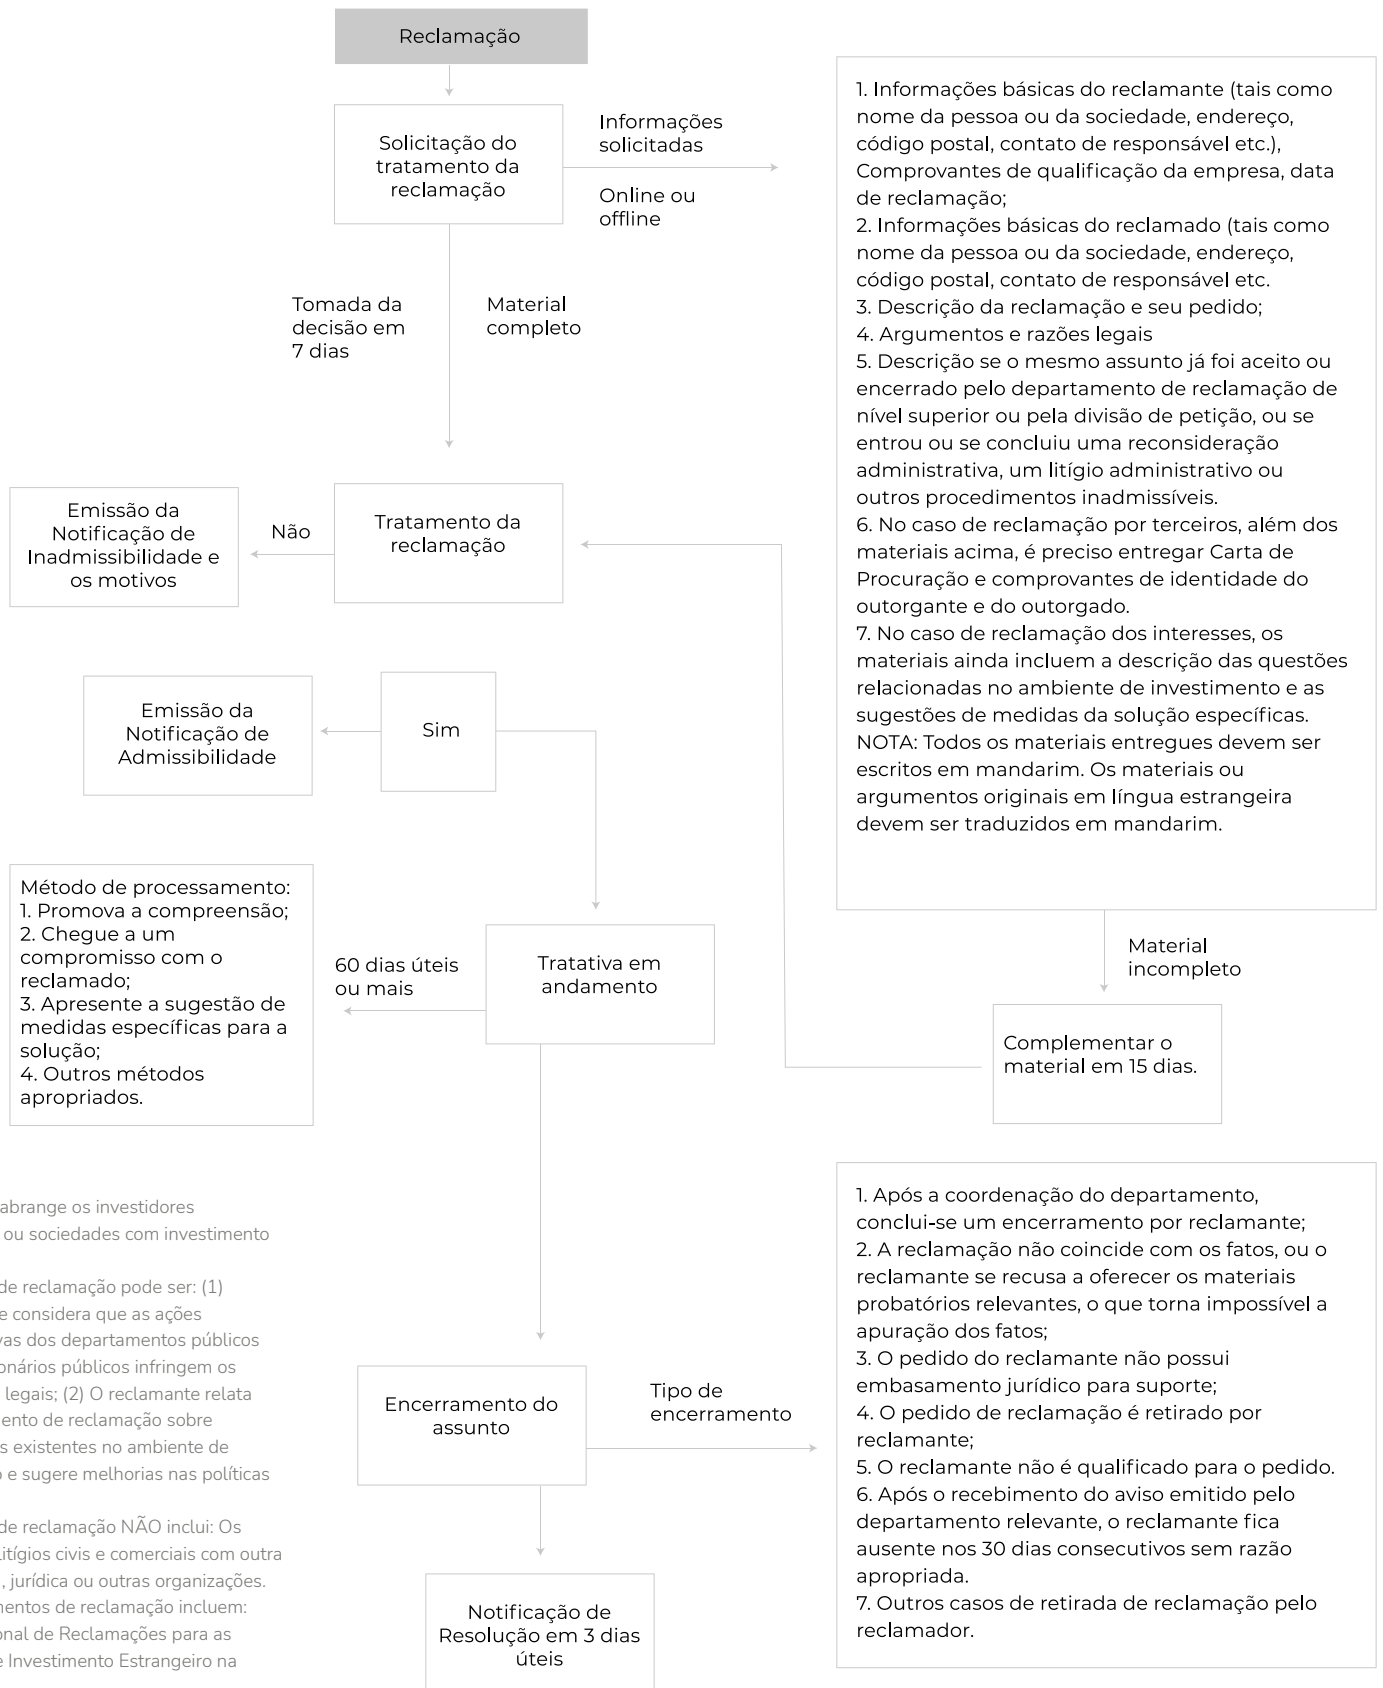 Reclamação
Solicitação do
tratamento da
reclamação
Informações
solicitadas
Online ou
offline
1. Informações básicas do reclamante (tais como
nome da pessoa ou da sociedade, endereço,
código postal, contato de responsável etc.),
Comprovantes de qualificação da empresa, data
de reclamação;
2. Informações básicas do reclamado (tais como
nome da pessoa ou da sociedade, endereço,
código postal, contato de responsável etc.
3. Descrição da reclamação e seu pedido;
4. Argumentos e razões legais
5. Descrição se o mesmo assunto já foi aceito ou
encerrado pelo departamento de reclamação de
nível superior ou pela divisão de petição, ou se
entrou ou se concluiu uma reconsideração
administrativa, um litígio administrativo ou
outros procedimentos inadmissíveis.
6. No caso de reclamação por terceiros, além dos
materiais acima, é preciso entregar Carta de
Procuração e comprovantes de identidade do
outorgante e do outorgado.
7. No caso de reclamação dos interesses, os
materiais ainda incluem a descrição das questões
relacionadas no ambiente de investimento e as
sugestões de medidas da solução específicas.
NOTA: Todos os materiais entregues devem ser
escritos em mandarim. Os materiais ou
argumentos originais em língua estrangeira
devem ser traduzidos em mandarim.
Tomada da
decisão em
7 dias
Material
completo
Emissão da
Notificação de
Inadmissibilidade e
os motivos
Não
Tratamento da
reclamação
Emissão da
Notificação de
Admissibilidade
Sim
Método de processamento:
1. Promova a compreensão;
2. Chegue a um
compromisso com o
reclamado;
3. Apresente a sugestão de
medidas específicas para a
solução;
4. Outros métodos
apropriados.
60 dias úteis
ou mais
Tratativa em
andamento
Material
incompleto
Complementar o
material em 15 dias.
abrange os investidores
ou sociedades com investimento
de reclamação pode ser: (1)
e considera que as ações
vas dos departamentos públicos
onários públicos infringem os
legais; (2) O reclamante relata
ento de reclamação sobre
s existentes no ambiente de
o e sugere melhorias nas políticas
de reclamação NÃO inclui: Os
litígios civis e comerciais com outra
, jurídica ou outras organizações.
mentos de reclamação incluem:
onal de Reclamações para as
e Investimento Estrangeiro na
Encerramento do
assunto
Tipo de
encerramento
1. Após a coordenação do departamento,
conclui-se um encerramento por reclamante;
2. A reclamação não coincide com os fatos, ou o
reclamante se recusa a oferecer os materiais
probatórios relevantes, o que torna impossível a
apuração dos fatos;
3. O pedido do reclamante não possui
embasamento jurídico para suporte;
4. O pedido de reclamação é retirado por
reclamante;
5. O reclamante não é qualificado para o pedido.
6. Após o recebimento do aviso emitido pelo
departamento relevante, o reclamante fica
ausente nos 30 dias consecutivos sem razão
apropriada.
7. Outros casos de retirada de reclamação pelo
reclamador.
Notificação de
Resolução em 3 dias
úteis